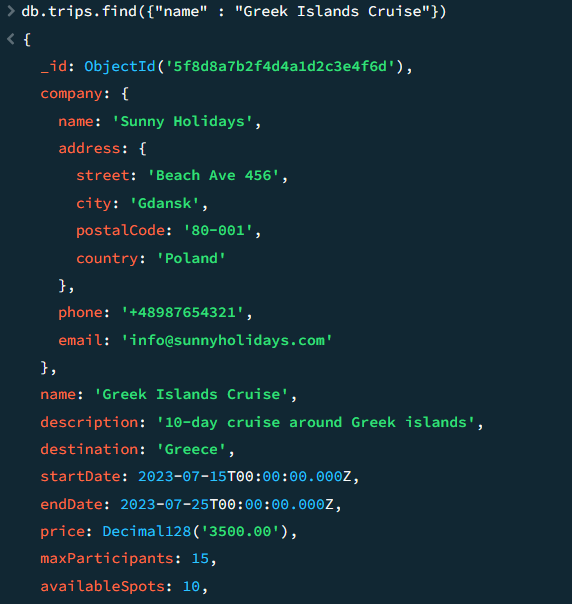 > db.trips.find({"name" : "Greek Islands Cruise"})
< {
_id: ObjectId('5f8d8a7b2f4d4a1d2c3e4f6d'),
company: {
name: 'Sunny Holidays',
address: {
street: 'Beach Ave 456',
city: 'Gdansk',
postalCode: '80-001',
country: 'Poland'
},
phone: '+48987654321',
email: 'info@sunnyholidays.com'
},
name: 'Greek Islands Cruise',
description: '10-day cruise around Greek islands',
destination: 'Greece',
startDate: 2023-07-15T00:00:00.000Z,
endDate: 2023-07-25T00:00:00.000Z,
price: Decimal128('3500.00'),
maxParticipants: 15,
availableSpots: 10,